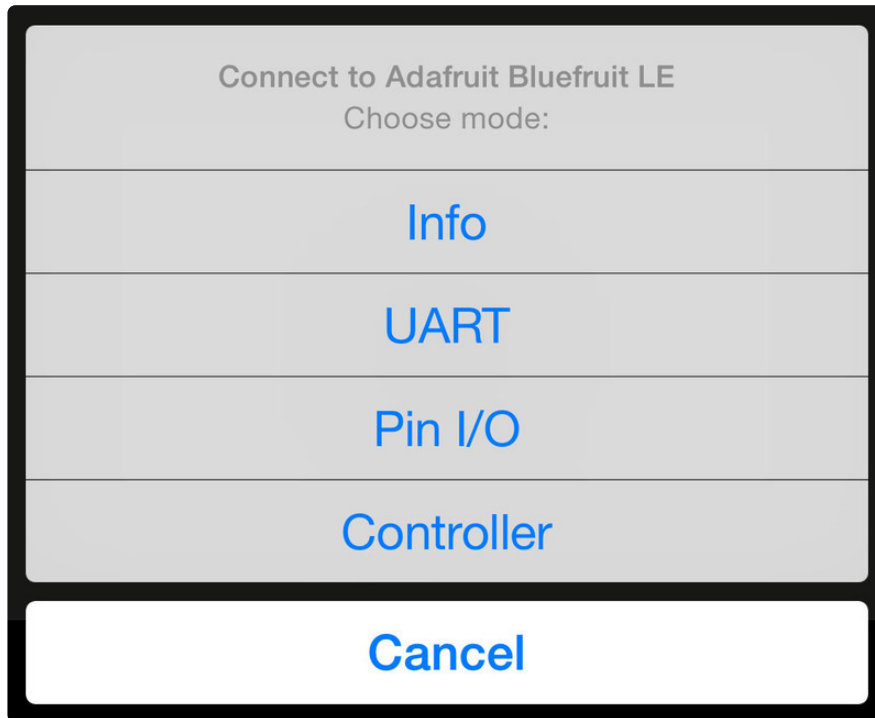 Connect to Adafruit Bluefruit LE
Choose mode:
Info
UART
Pin I/O
Controller
Cancel